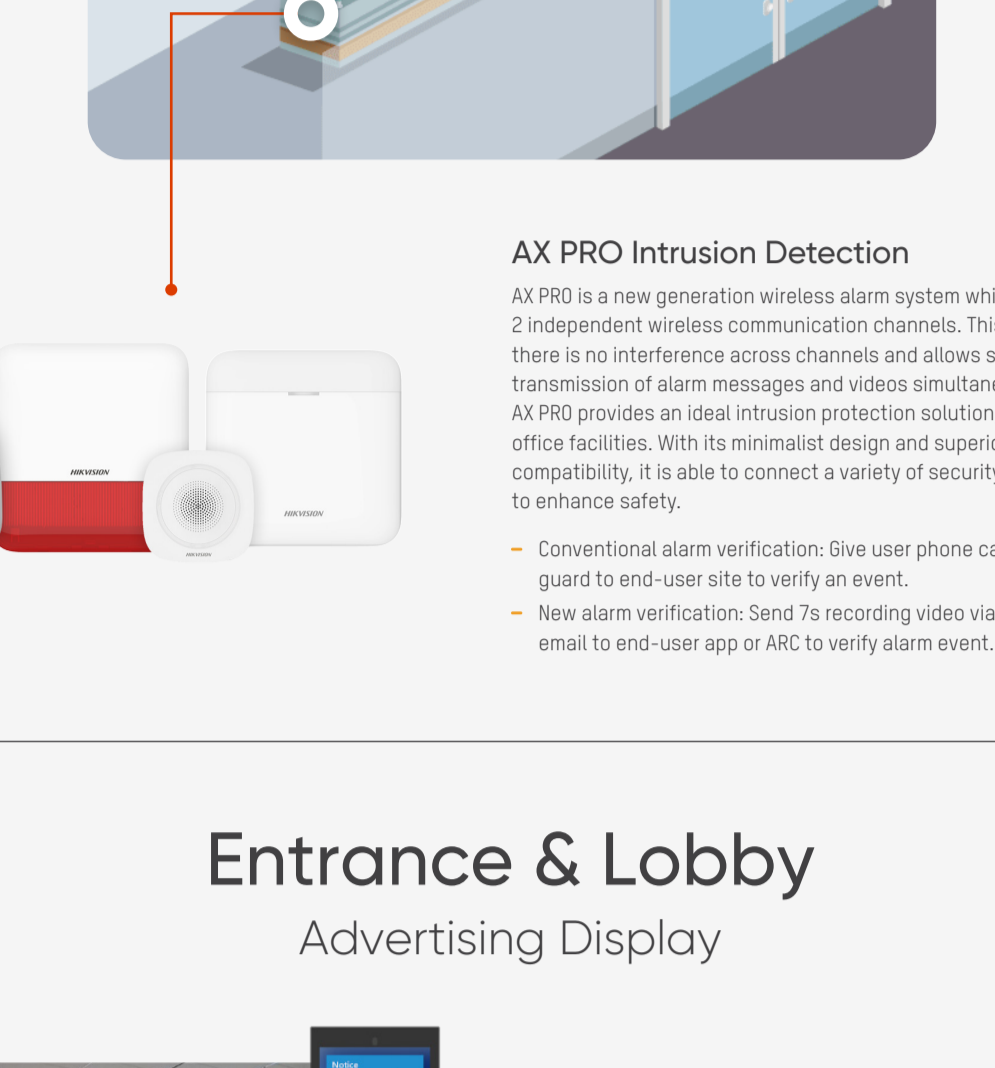 AX PRO Intrusion Detection
AX PRO is a new generation wireless alarm system
2 independent wireless communication channels.
there is no interference across channels and allows
transmission of alarm messages and videos
AX PRO provides an ideal intrusion protection solution
office facilities. With its minimalist design and
compatibility, it is able to connect a variety of security
to enhance safety.
HIKVISION
HIKVISION
HIKVISION
– Conventional alarm verification: Give user phone
guard to end-user site to verify an event.
– New alarm verification: Send 7s recording video via
email to end-user app or ARC to verify alarm event.
Entrance & Lobby
Advertising Display
Notice